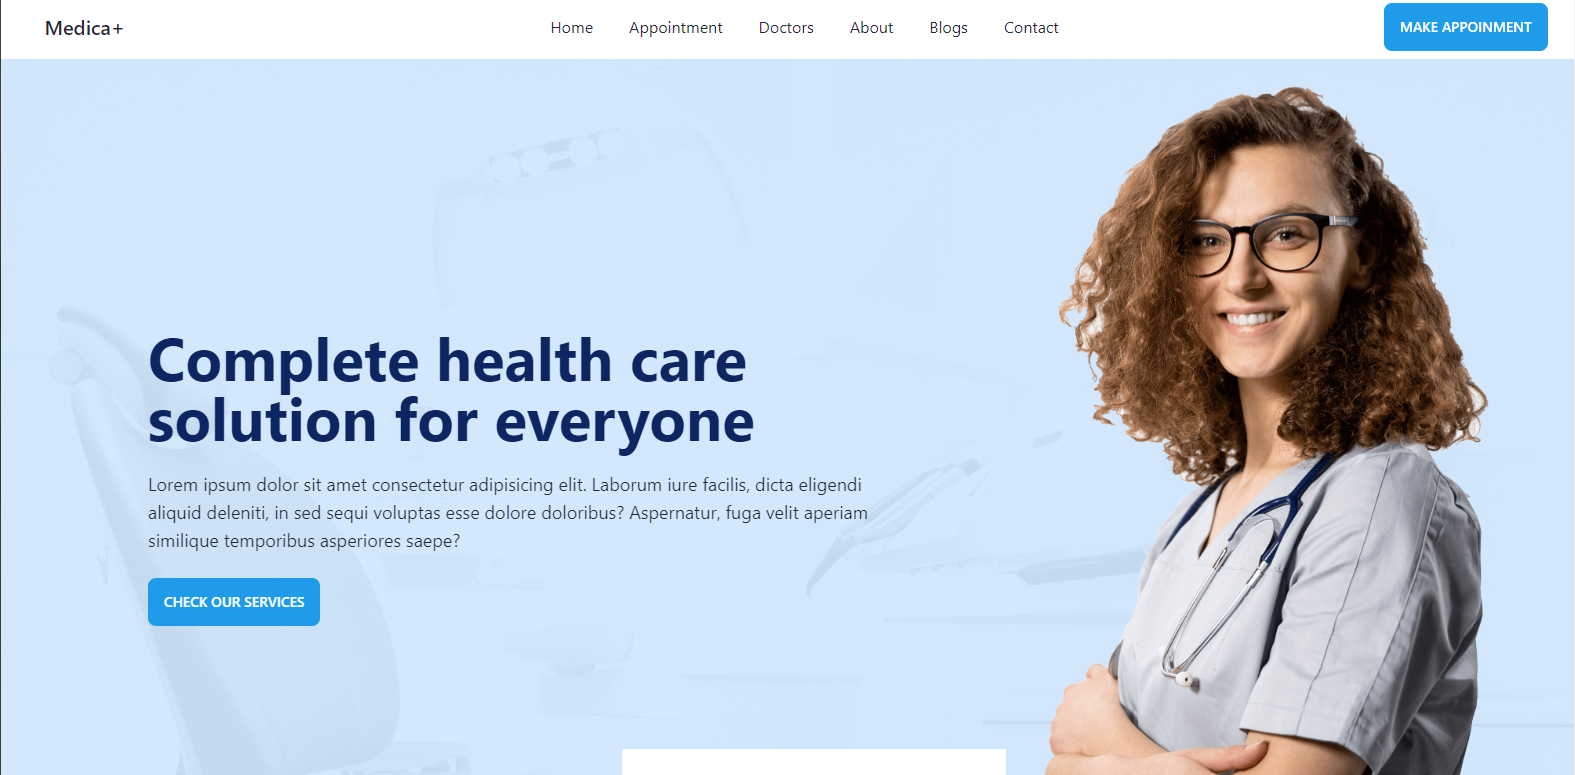 Medica+
Home Appointment Doctors About Blogs Contact
MAKE APPOINMENT
Complete health care
solution for everyone
Lorem ipsum dolor sit amet consectetur adipisicing elit. Laborum iure facilis, dicta eligendi
aliquid deleniti, in sed sequi voluptas esse dolore doloribus? Aspernatur, fuga velit aperiam
similique temporibus asperiores saepe?
CHECK OUR SERVICES